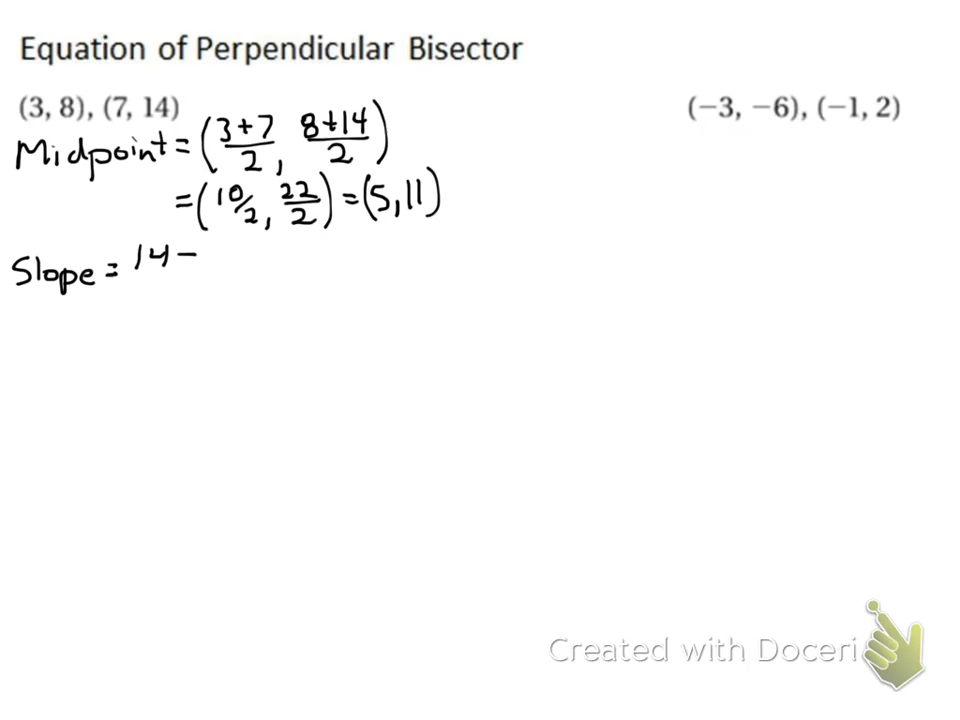 Equation of Perpendicular Bisector
(3, 8), (7, 14)
(−3, −6), (−1, 2)
Midpoint = (3+7/2, 8+14/2)
= (10/2, 22/2) = (5, 11)
Slope = 14 −
Created with Doceri